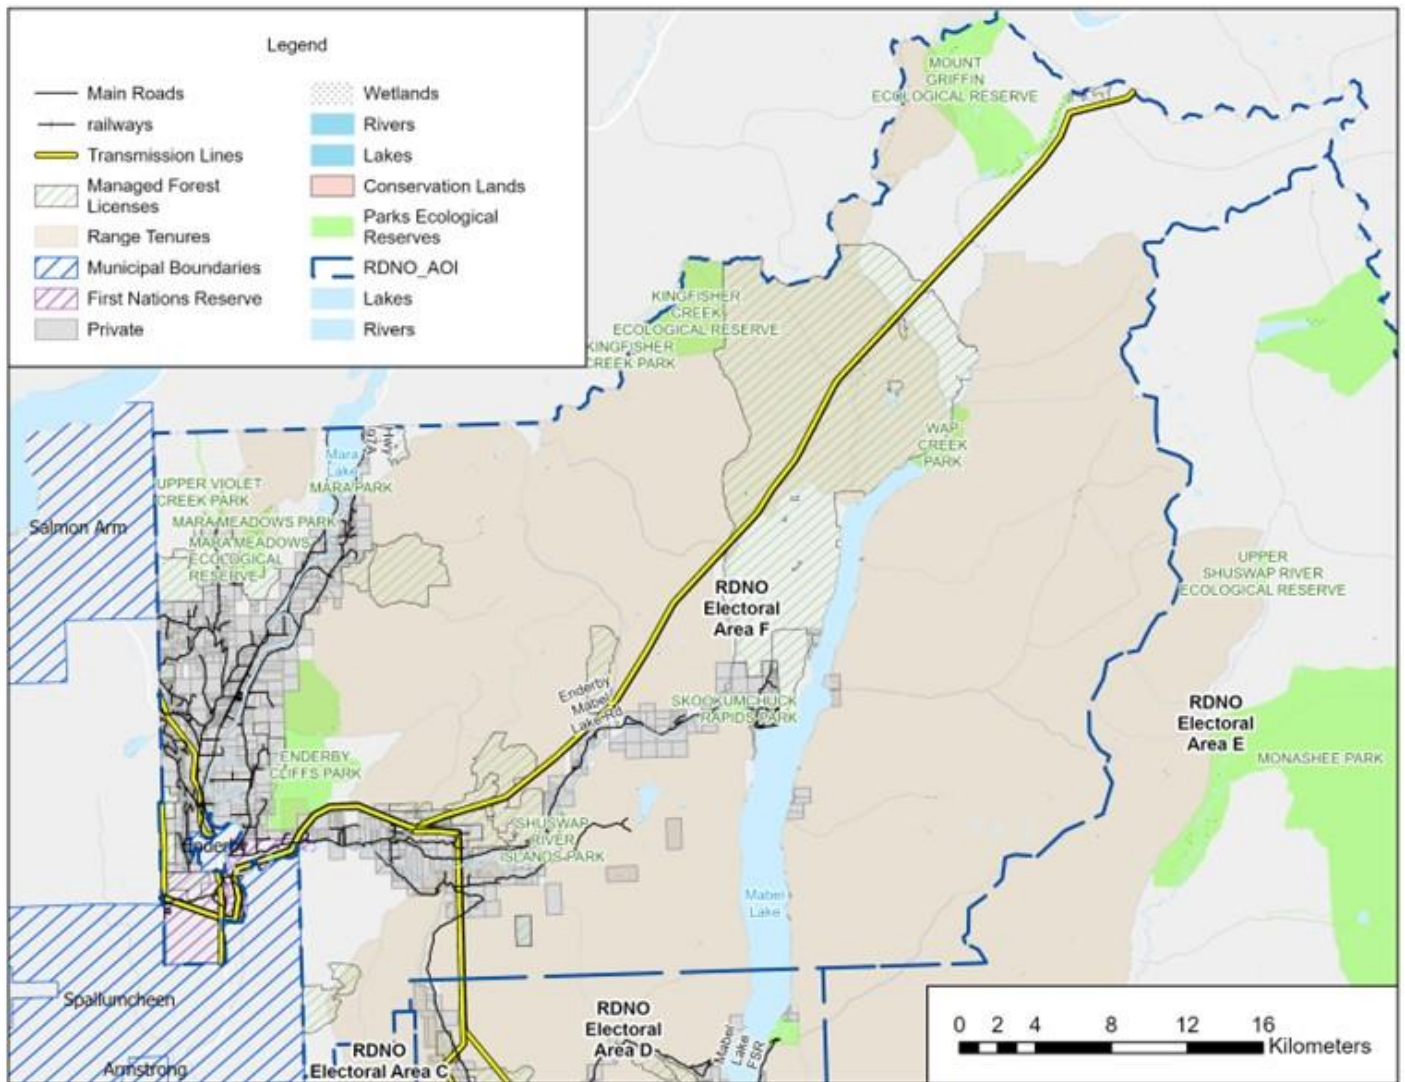 Legend
Main Roads
railways
Transmission Lines
Managed Forest
Licenses
Range Tenures
Municipal Boundaries
First Nations Reserve
Private
Wetlands
Rivers
Lakes
Conservation Lands
Parks Ecological
Reserves
RDNO_AOI
Lakes
Rivers
MOUNT
GRIFFIN
ECOLOGICAL RESERVE
KINGFISHER
CREEK
ECOLOGICAL RESERVE
KINGFISHER
CREEK PARK
WAP
CREEK
PARK
Hwy
97A
Mara
Lake
MARA PARK
UPPER VIOLET
CREEK PARK
Salmon Arm
MARA MEADOWS PARK
MARA MEADOWS
ECOLOGICAL
RESERVE
UPPER
SHUSWAP RIVER
ECOLOGICAL RESERVE
RDNO
Electoral
Area F
Enderby
Mabel
Lake Rd
SKOOKUMCHUCK
RAPIDS PARK
RDNO
Electoral
Area E
MONASHEE PARK
ENDERBY
CLIFFS PARK
SHUSWAP
RIVER
ISLANDS PARK
Enderby
Mabel
Lake
Spallumcheen
RDNO
Electoral
Area D
Mabel
Lake
FSR
RDNO
Electoral Area C
Armstrong
0 2 4 8 12 16
Kilometers